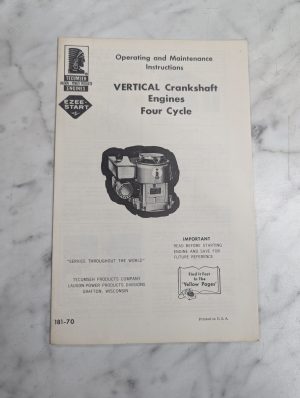 TECUMSEH
ENGINES
EZEE-
START
Operating and Maintenance
Instructions
VERTICAL Crankshaft
Engines
Four Cycle
IMPORTANT
READ BEFORE STARTING
ENGINE AND SAVE FOR
FUTURE REFERENCE
"SERVICE THROUGHOUT THE WORLD"
Find It Fast
In The
'Yellow Pages'
TECUMSEH PRODUCTS COMPANY
LAUSON POWER PRODUCTS DIVISIONS
GRAFTON, WISCONSIN
181-70
Printed in U.S.A.